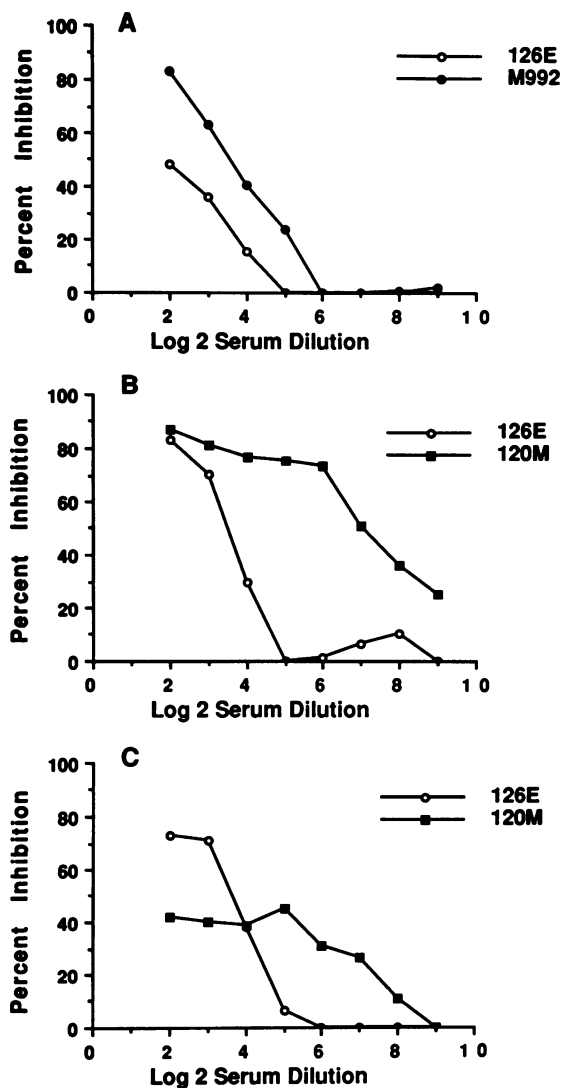 A
126E
M992
Percent Inhibition
100
80
60
40
20
0
0 2 4 6 8 1 0
Log 2 Serum Dilution
B
126E
120M
Percent Inhibition
100
80
60
40
20
0
0 2 4 6 8 1 0
Log 2 Serum Dilution
C
126E
120M
Percent Inhibition
100
80
60
40
20
0
0 2 4 6 8 1 0
Log 2 Serum Dilution